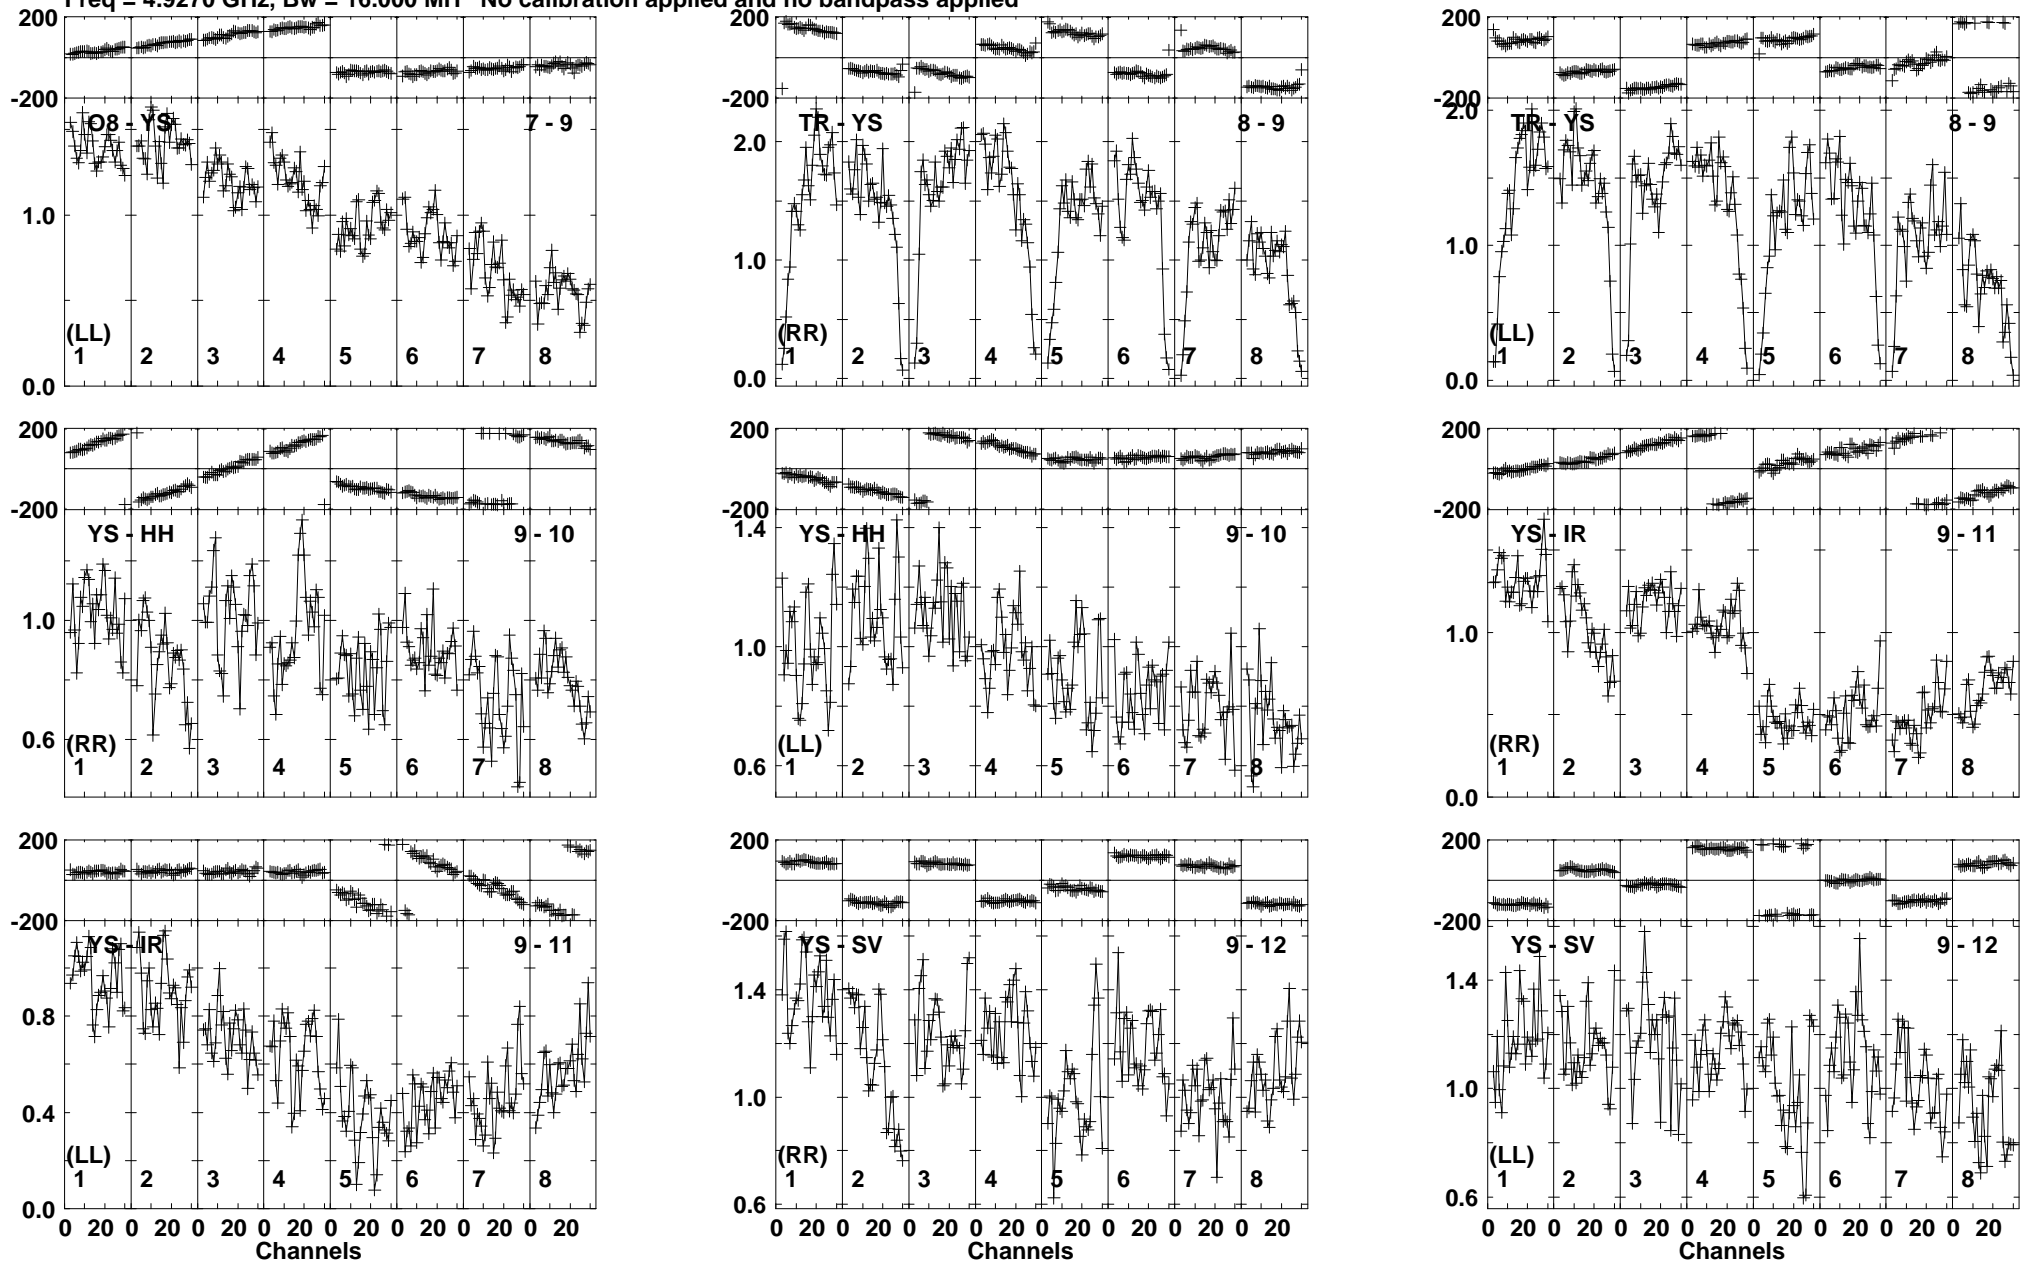 Freq = 4.9270 GHz, Bw = 16.000 MH No calibration applied and no bandpass applied
200 200 200
-200 -200 -200
O8 - YS 7 - 9 TR - YS 8 - 9 TR - YS 8 - 9
2.0 2.0
1.0 1.0 1.0
(LL) (RR) (LL)
1 2 3 4 5 6 7 8 1 2 3 4 5 6 7 8 1 2 3 4 5 6 7 8
0.0 0.0 0.0
200 200 200
-200 -200 -200
YS - HH 9 - 10 YS - HH 9 - 10 YS - IR 9 - 11
1.4
1.0 1.0 1.0
0.6 0.6
(RR) (LL) (RR)
1 2 3 4 5 6 7 8 1 2 3 4 5 6 7 8 1 2 3 4 5 6 7 8
0.0
200 200 200
-200 -200 -200
YS - IR 9 - 11 YS - SV 9 - 12 YS - SV 9 - 12
0.8 1.4 1.4
0.4 1.0 1.0
(LL) (RR) (LL)
1 2 3 4 5 6 7 8 1 2 3 4 5 6 7 8 1 2 3 4 5 6 7 8
0.0 0.6 0.6
0 20 0 20 0 20 0 20 0 20 0 20 0 20 0 20 0 20 0 20 0 20 0 20 0 20 0 20 0 20 0 20 0 20 0 20 0 20 0 20 0 20 0 20 0 20 0 20
Channels Channels Channels